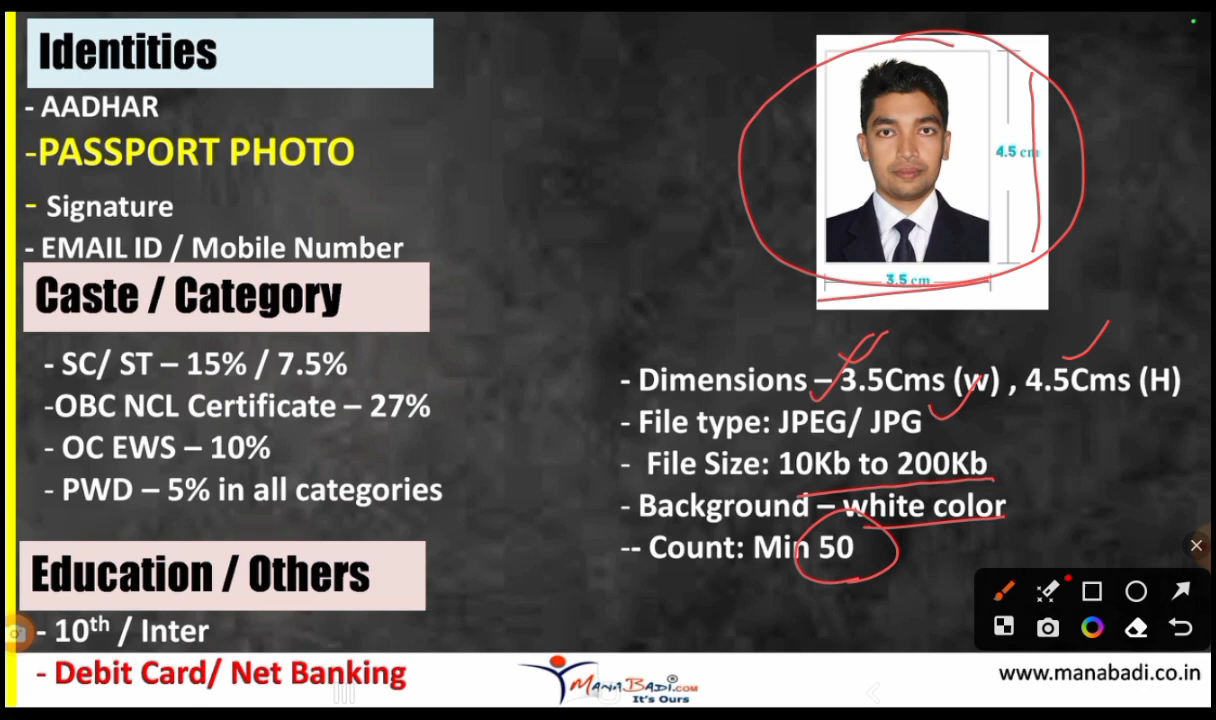 Identities
- AADHAR
-PASSPORT PHOTO
- Signature
- EMAIL ID / Mobile Number
Caste / Category
- SC/ ST – 15% / 7.5%
-OBC NCL Certificate – 27%
- OC EWS – 10%
- PWD – 5% in all categories
Education / Others
- 10th / Inter
- Debit Card/ Net Banking
4.5 cm
3.5 cm
- Dimensions – 3.5Cms (w) , 4.5Cms (H)
- File type: JPEG/ JPG
- File Size: 10Kb to 200Kb
- Background – white color
-- Count: Min 50
MANABADI.COM
It's Ours
www.manabadi.co.in